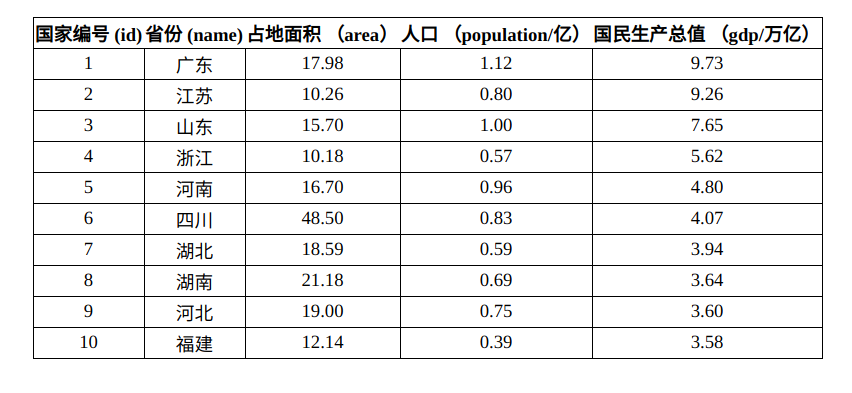 国家编号 (id) 省份 (name) 占地面积 （area） 人口 （population/亿） 国民生产总值 （gdp/万亿）
1 广东 17.98 1.12 9.73
2 江苏 10.26 0.80 9.26
3 山东 15.70 1.00 7.65
4 浙江 10.18 0.57 5.62
5 河南 16.70 0.96 4.80
6 四川 48.50 0.83 4.07
7 湖北 18.59 0.59 3.94
8 湖南 21.18 0.69 3.64
9 河北 19.00 0.75 3.60
10 福建 12.14 0.39 3.58